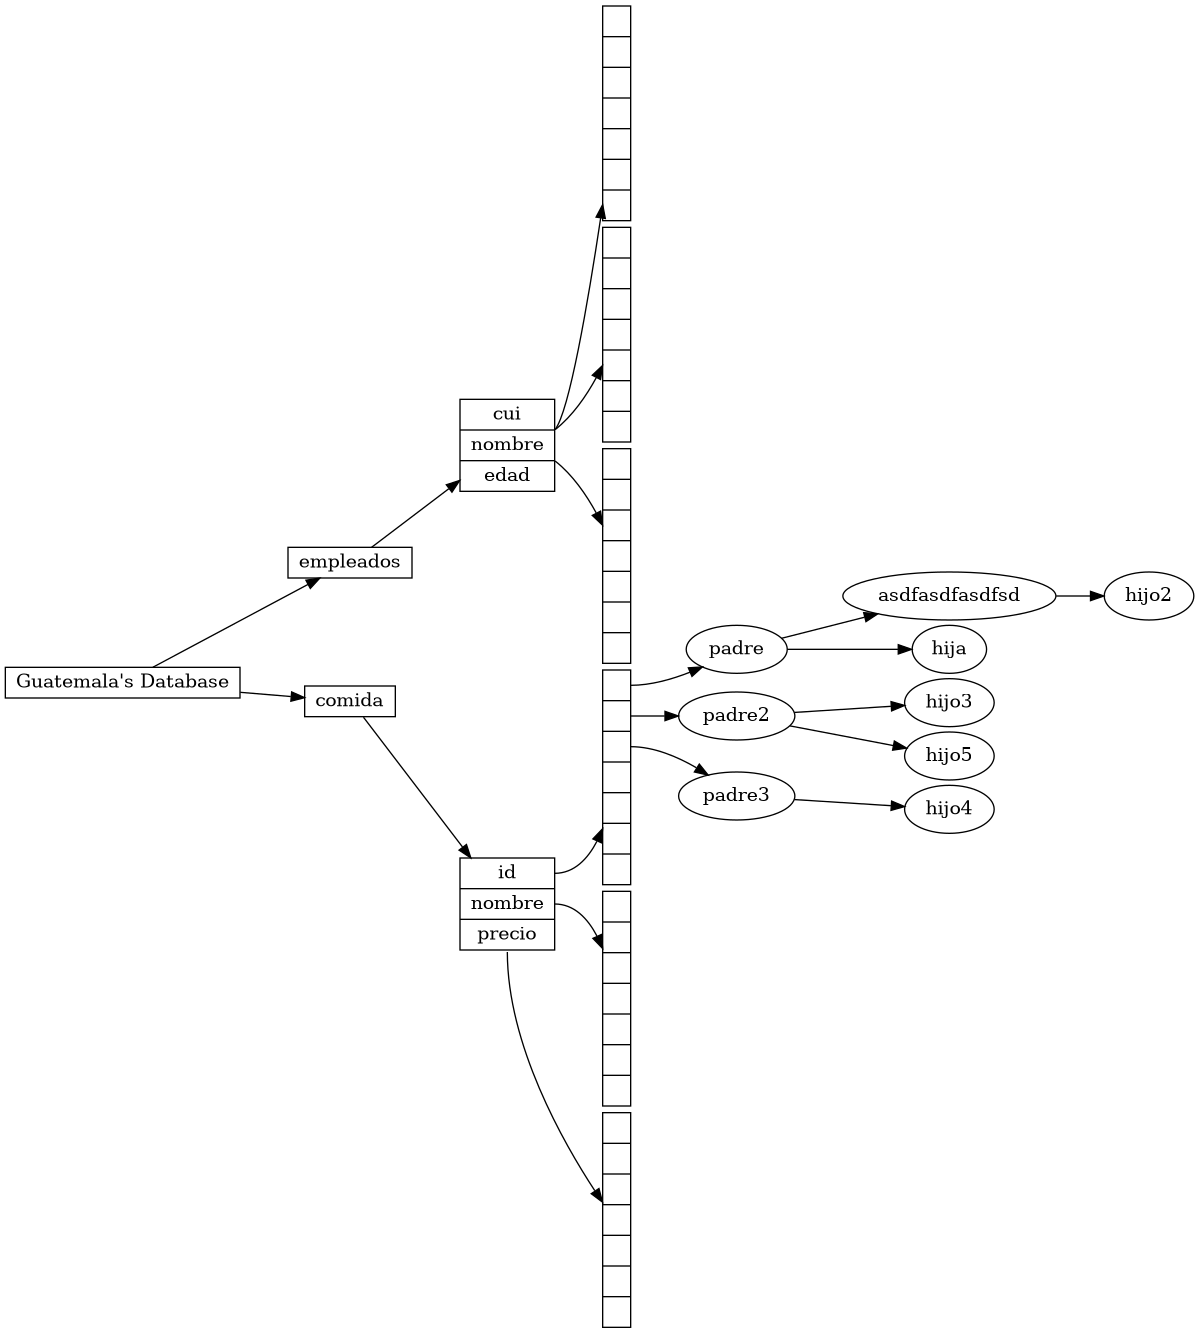 cui
nombre
edad
empleados
asdfasdfasdfsd
hijo2
padre
hija
Guatemala's Database
comida
padre2
hijo3
hijo5
padre3
hijo4
id
nombre
precio